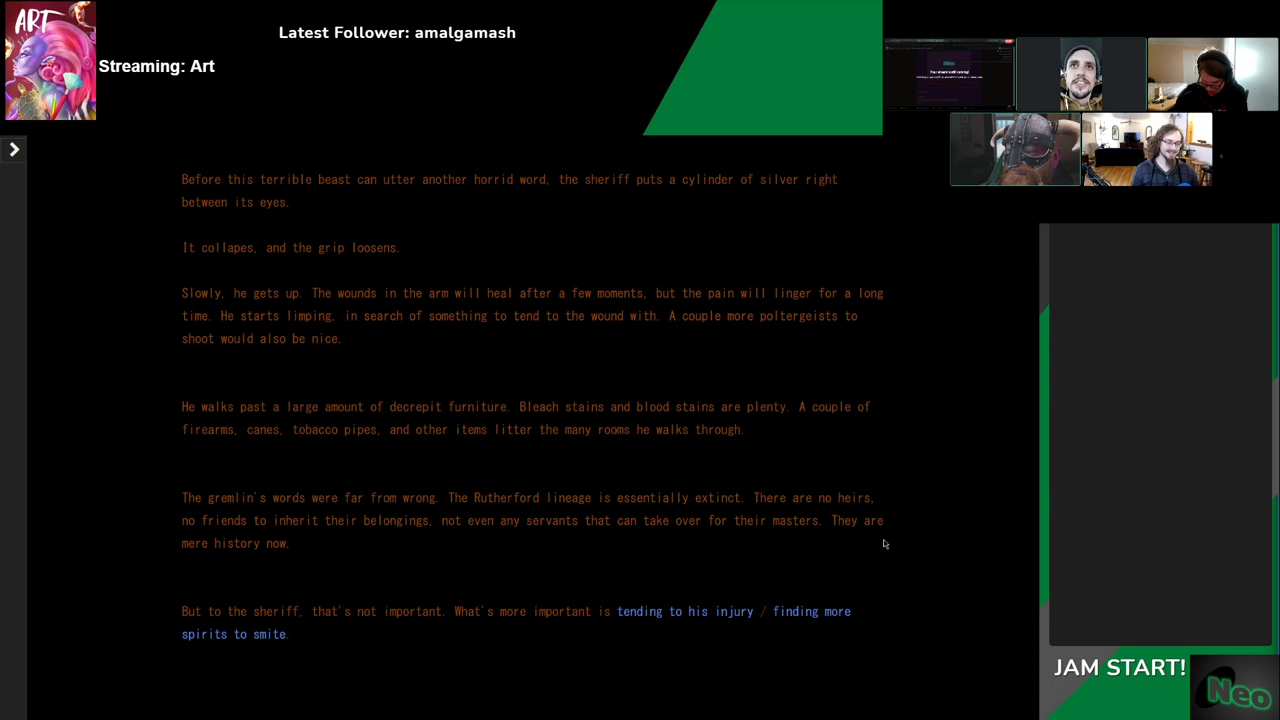 ART
Latest Follower: amalgamash
Streaming: Art
Before this terrible beast can utter another horrid word, the sheriff puts a cylinder of silver right
between its eyes.
It collapes, and the grip loosens.
Slowly, he gets up. The wounds in the arm will heal after a few moments, but the pain will linger for a long
time. He starts limping, in search of something to tend to the wound with. A couple more poltergeists to
shoot would also be nice.
He walks past a large amount of decrepit furniture. Bleach stains and blood stains are plenty. A couple of
firearms, canes, tobacco pipes, and other items litter the many rooms he walks through.
The gremlin's words were far from wrong. The Rutherford lineage is essentially extinct. There are no heirs,
no friends to inherit their belongings, not even any servants that can take over for their masters. They are
mere history now.
But to the sheriff, that's not important. What's more important is tending to his injury / finding more
spirits to smite.
JAM START!
Neo